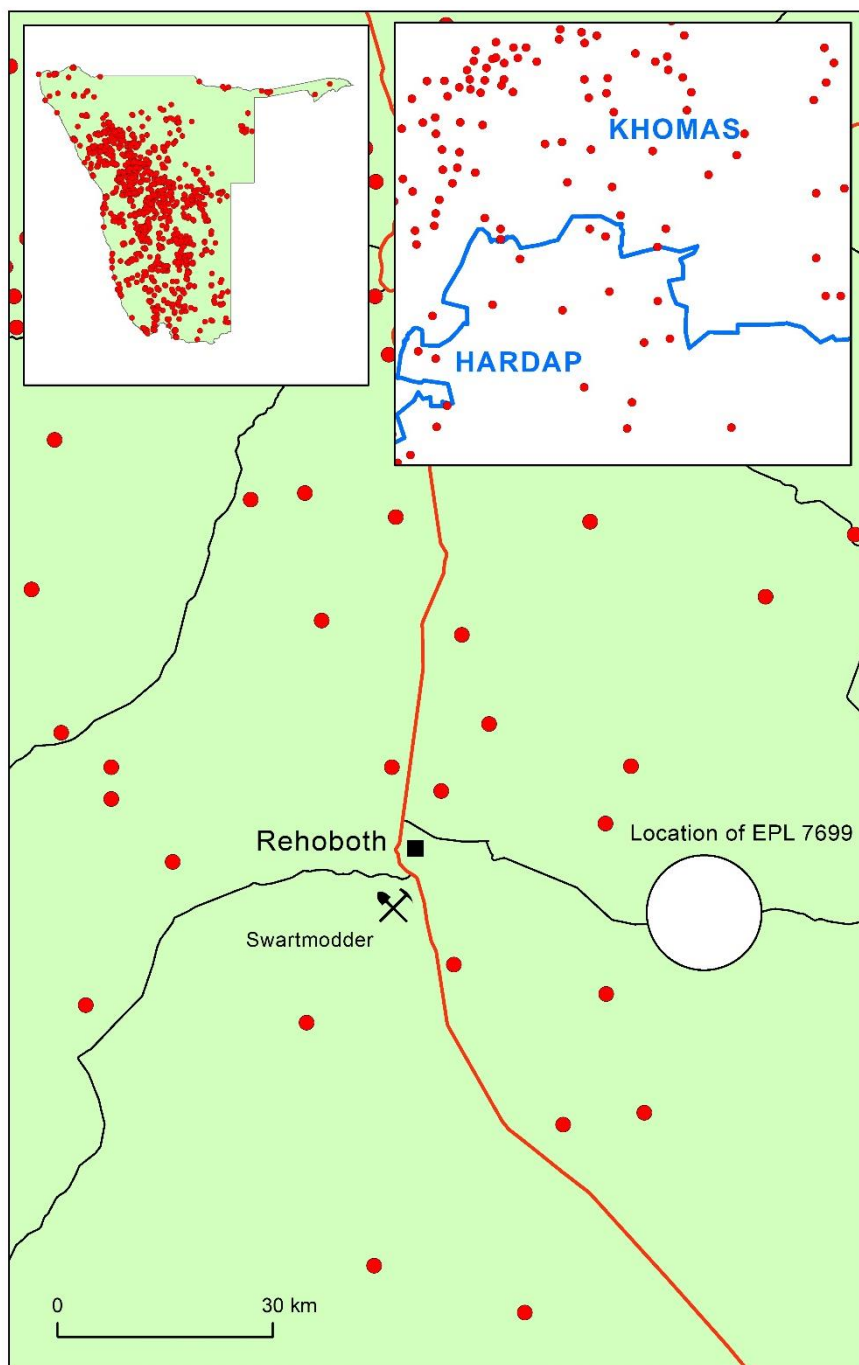 KHOMAS
HARDAP
Rehoboth
Location of EPL 7699
Swartmodder
0
30 km